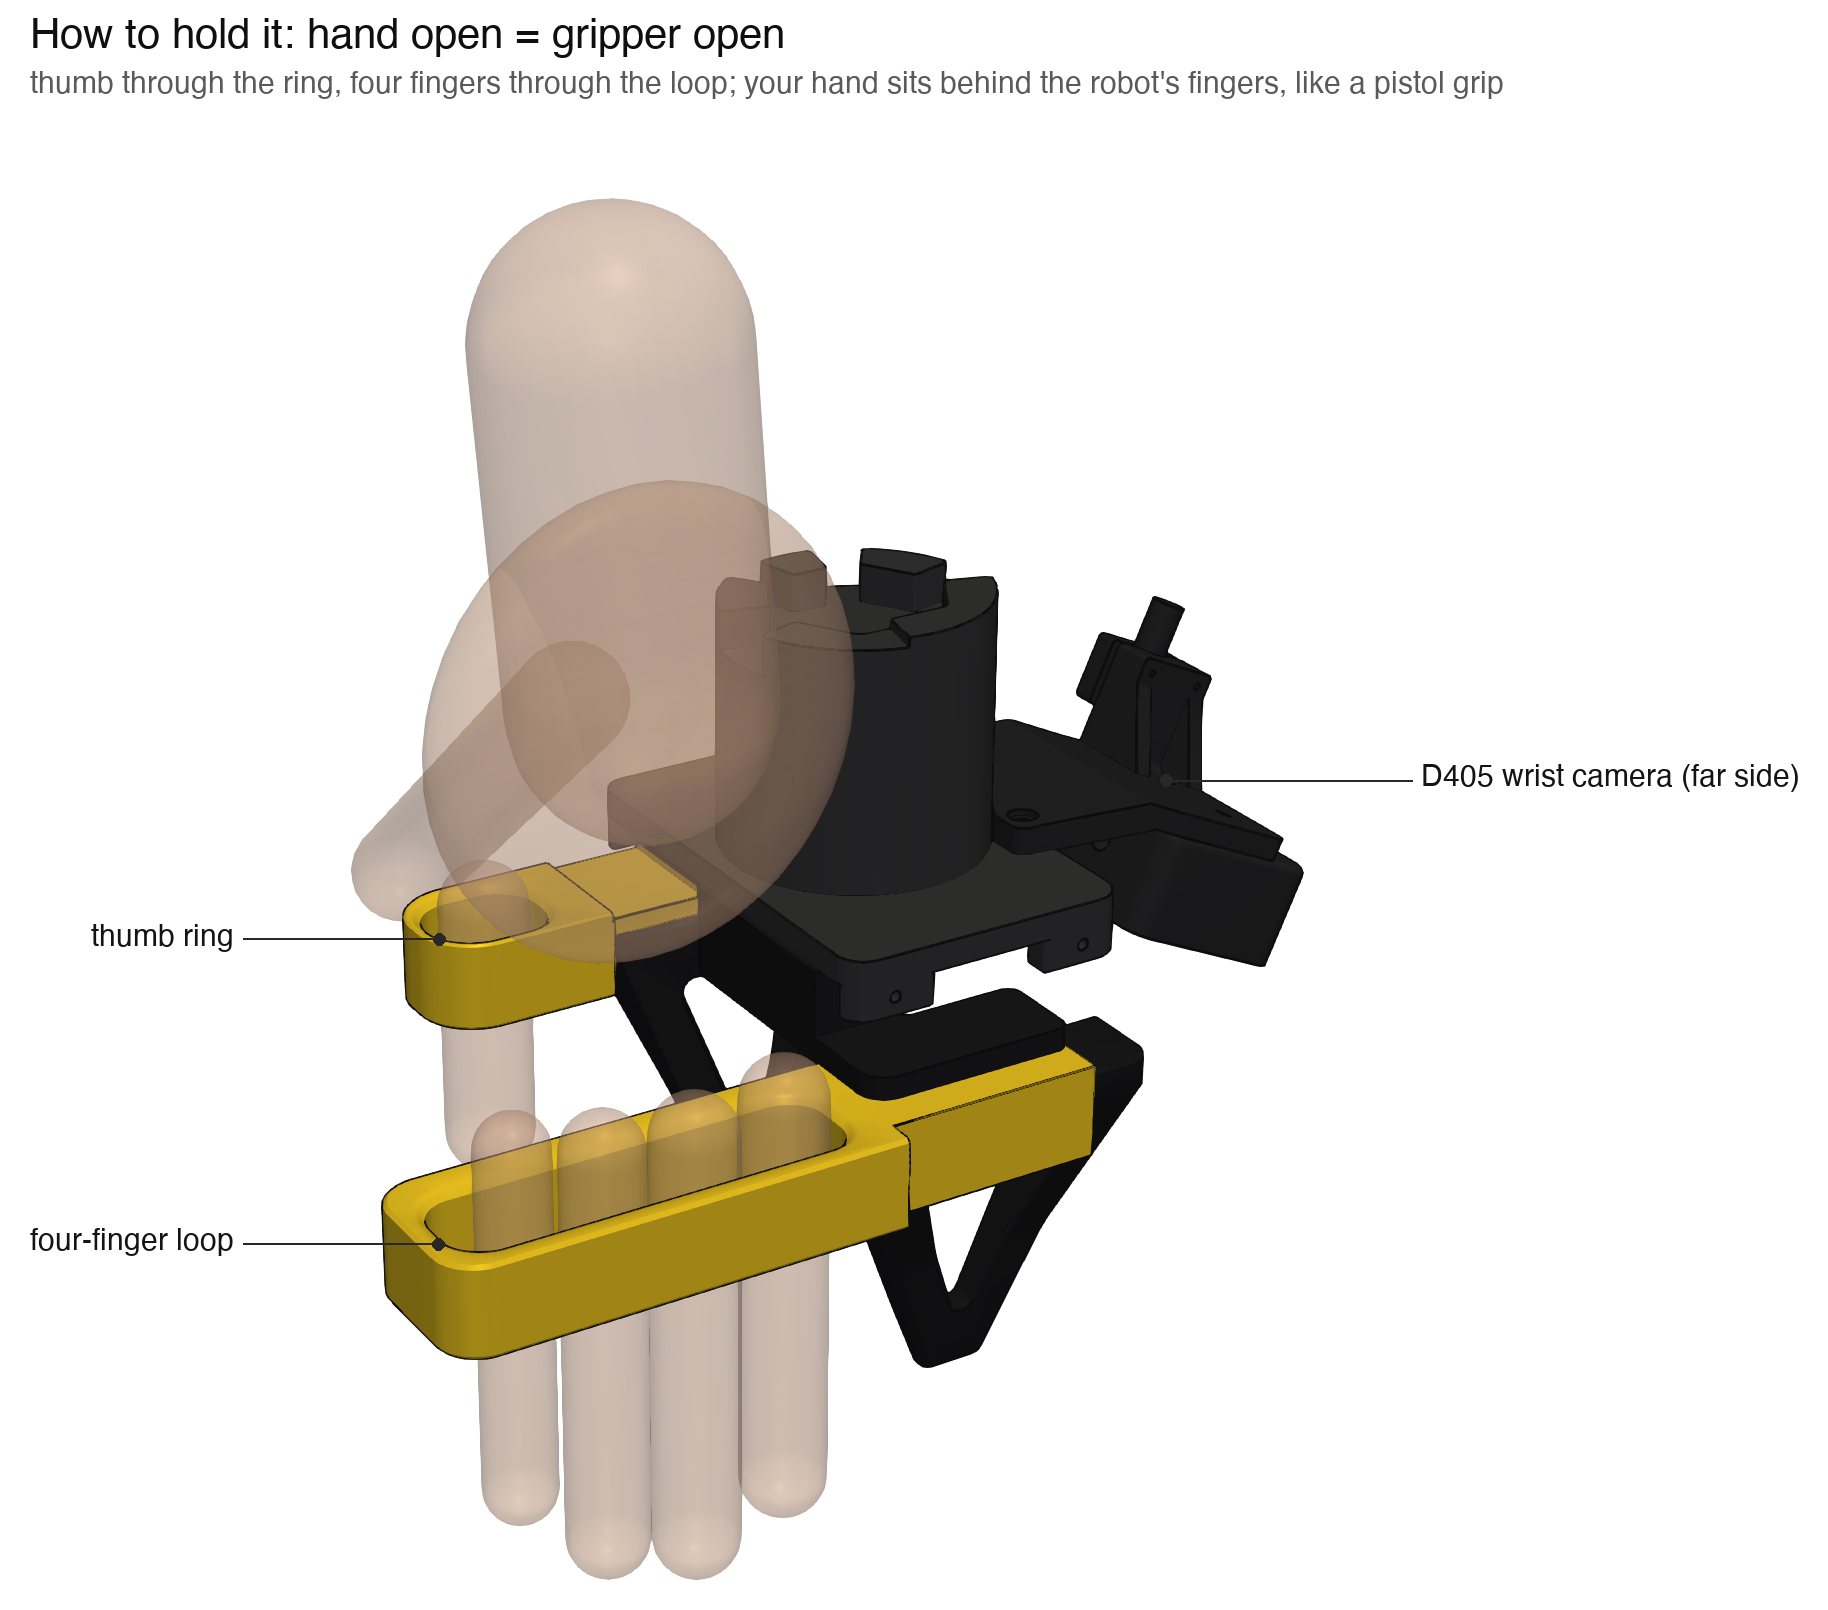 How to hold it: hand open = gripper open
thumb through the ring, four fingers through the loop; your hand sits behind the robot's fingers, like a pistol grip
D405 wrist camera (far side)
thumb ring
four-finger loop